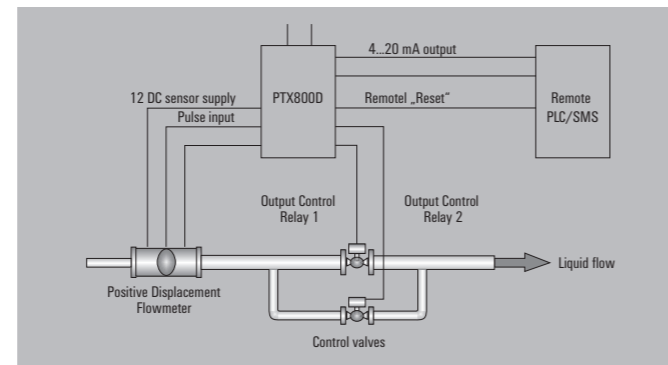 4...20 mA output
12 DC sensor supply
PTX800D
Remotel „Reset“
Remote
PLC/SMS
Pulse input
Output Control
Relay 1
Output Control
Relay 2
Liquid flow
Positive Displacement
Flowmeter
Control valves